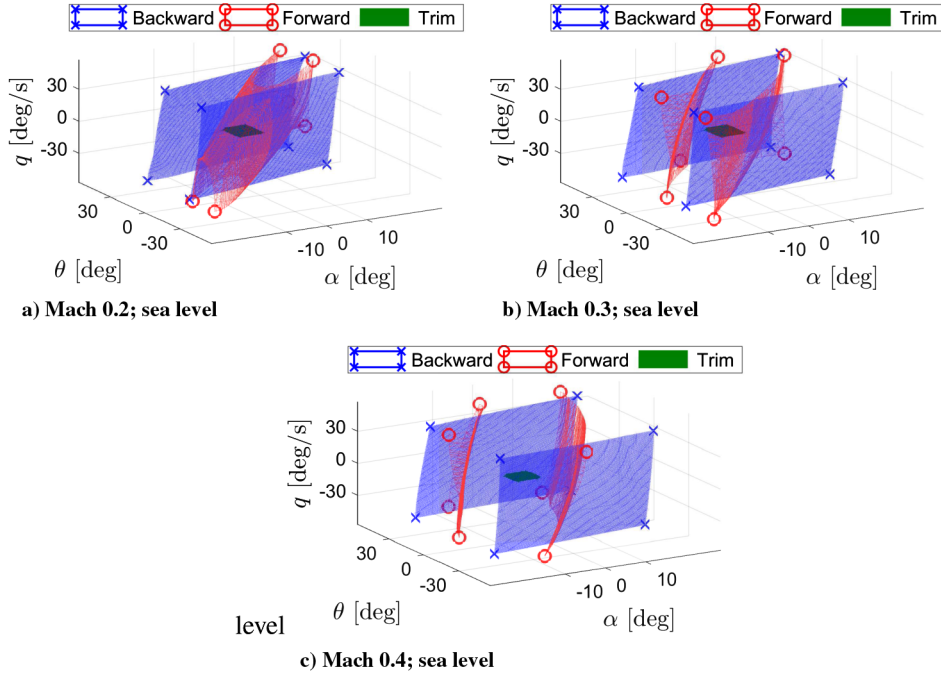 Backward Forward Trim
Backward Forward Trim
30
0
-30
q [deg/s]
30
0
-30
θ [deg]
-10 0 10
α [deg]
30
0
-30
q [deg/s]
30
0
-30
θ [deg]
-10 0 10
α [deg]
a) Mach 0.2; sea level
b) Mach 0.3; sea level
Backward Forward Trim
30
0
-30
q [deg/s]
30
0
-30
θ [deg]
-10 0 10
α [deg]
level
c) Mach 0.4; sea level